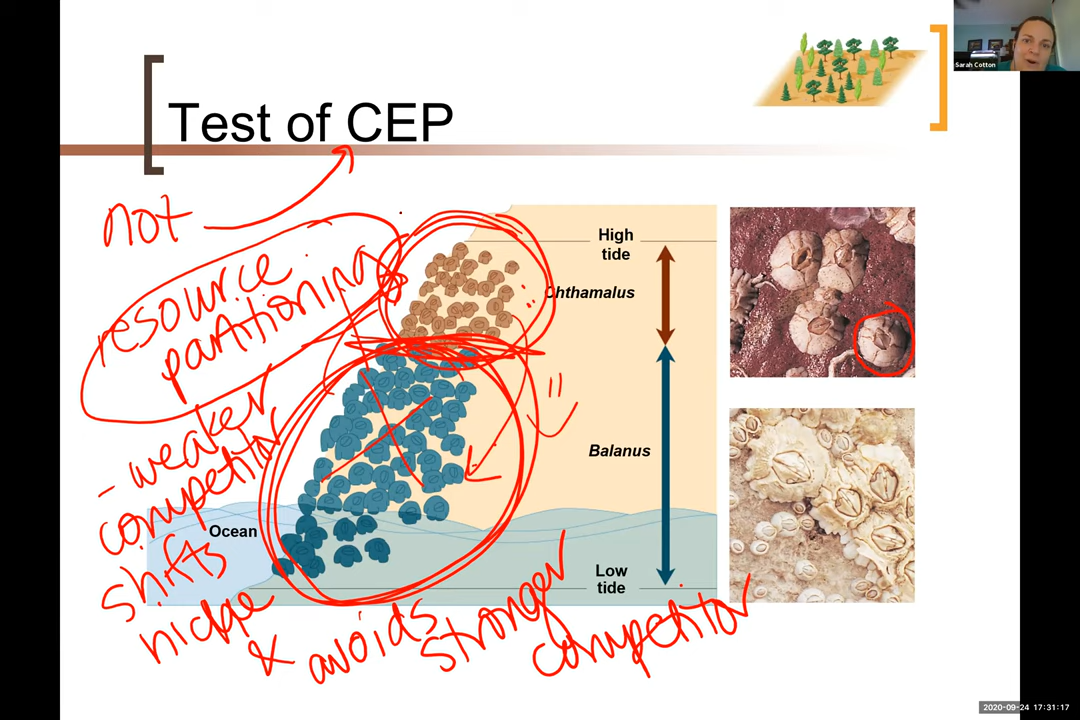 Sarah Cotton
Test of CEP
not
resource
partitioning
High
tide
Chthamalus
Balanus
Ocean
Low
tide
- weaker
competitor
shifts
niche
& avoids stronger
competitor
2020-09-24 17:31:17